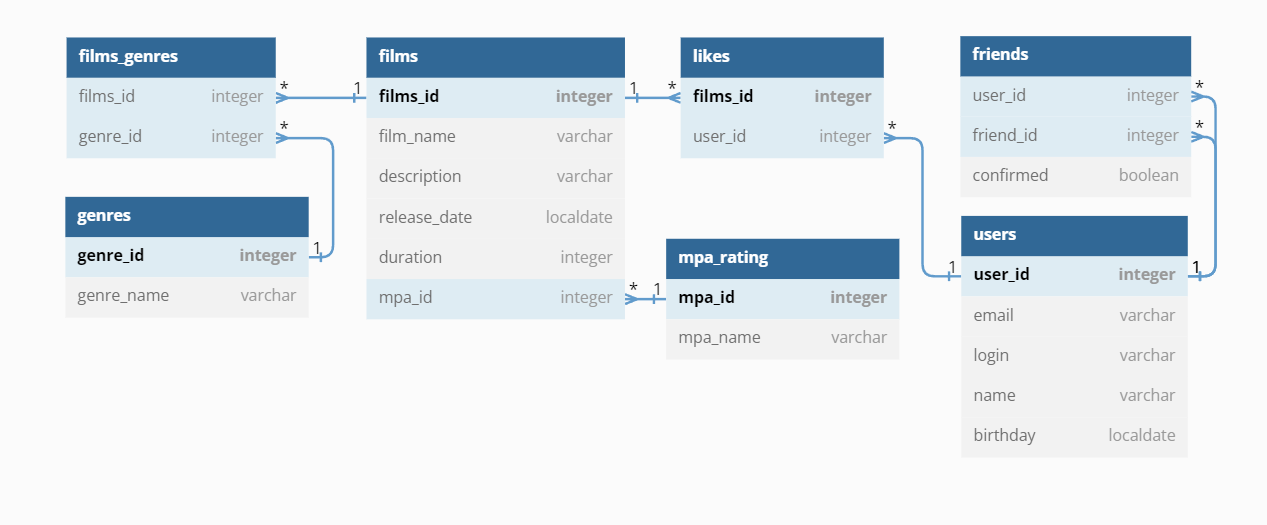 films_genres
films_id integer
genre_id integer
genres
genre_id integer
genre_name varchar
films
films_id integer
film_name varchar
description varchar
release_date localdate
duration integer
mpa_id integer
likes
films_id integer
user_id integer
mpa_rating
mpa_id integer
mpa_name varchar
friends
user_id integer
friend_id integer
confirmed boolean
users
user_id integer
email varchar
login varchar
name varchar
birthday localdate
* 1
*
1
1 *
*
* 1
1
*
*
1